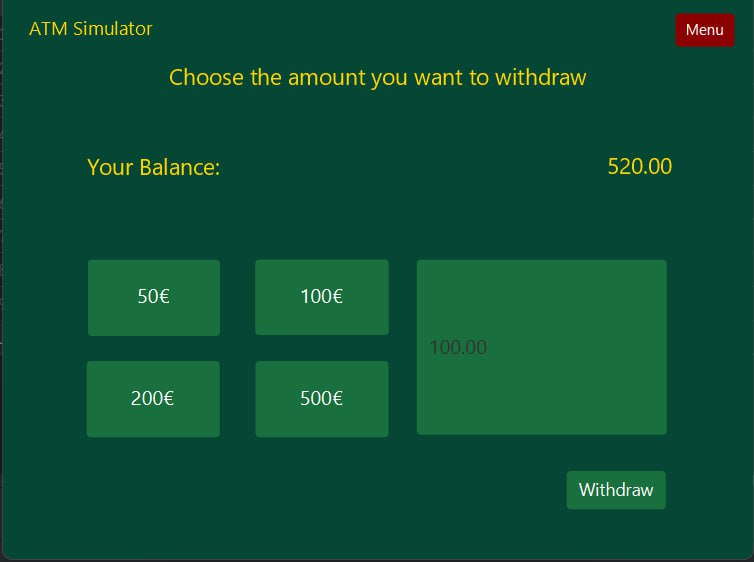 ATM Simulator
Menu
Choose the amount you want to withdraw
Your Balance:
520.00
50€
100€
100.00
200€
500€
Withdraw